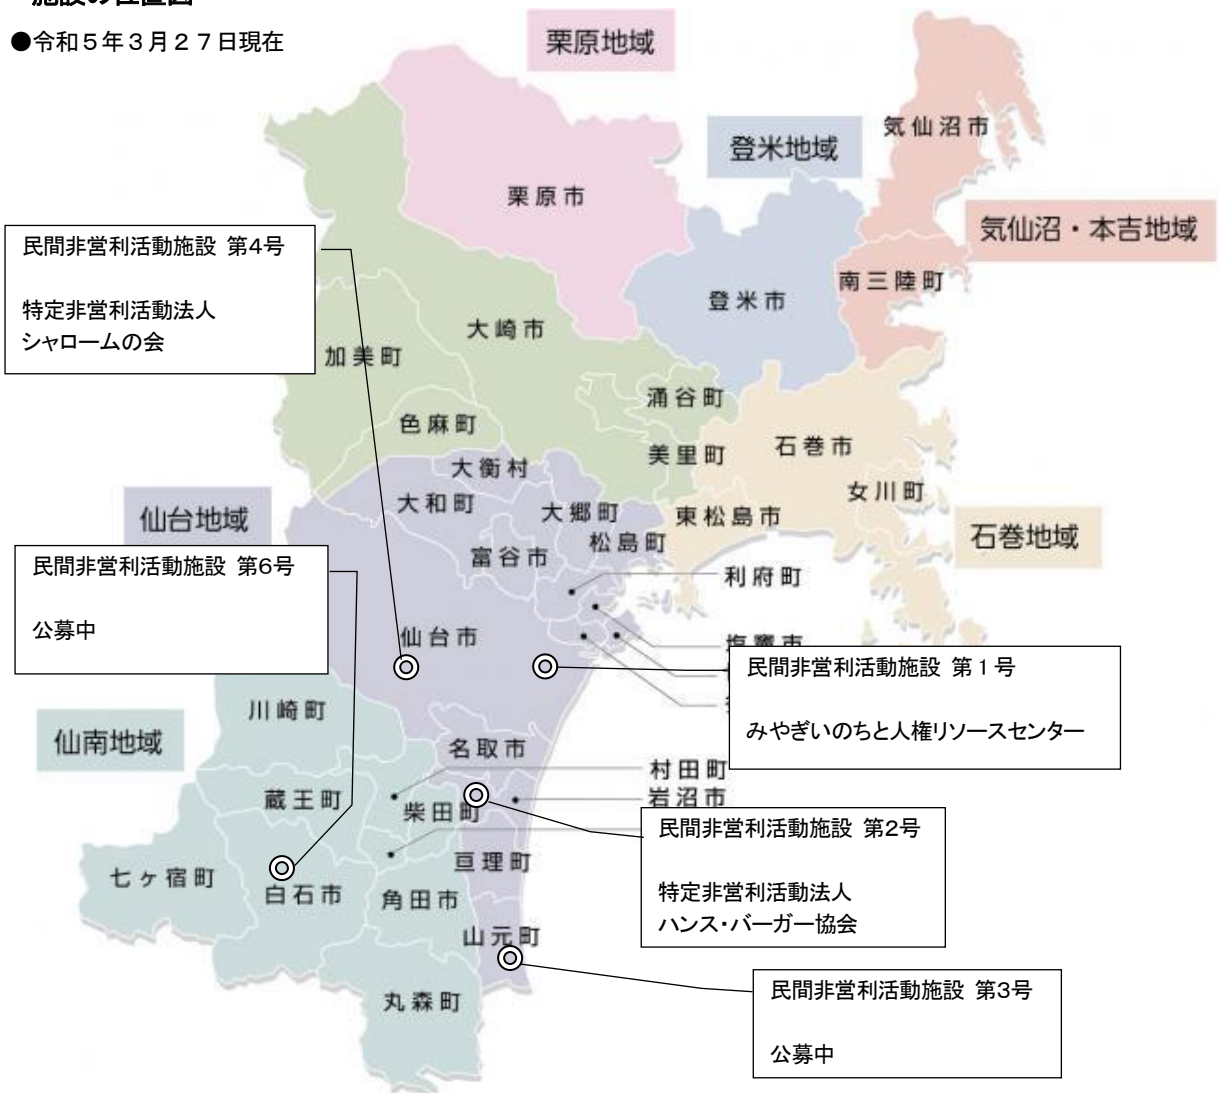 施設の位置図
●令和5年3月27日現在
栗原地域
気仙沼市
登米地域
栗原市
気仙沼・本吉地域
民間非営利活動施設 第4号
特定非営利活動法人
シャロームの会
南三陸町
登米市
大崎市
加美町
涌谷町
色麻町
石巻市
美里町
大衡村
女川町
大和町
大郷町
東松島市
仙台地域
松島町
石巻地域
富谷市
民間非営利活動施設 第6号
公募中
利府町
仙台市
塩竈市
民間非営利活動施設 第1号
みやぎいのちと人権リソースセンター
川崎町
仙南地域
名取市
村田町
蔵王町
岩沼市
柴田町
民間非営利活動施設 第2号
特定非営利活動法人
ハンス・バーガー協会
亘理町
七ヶ宿町
白石市
角田市
山元町
民間非営利活動施設 第3号
公募中
丸森町